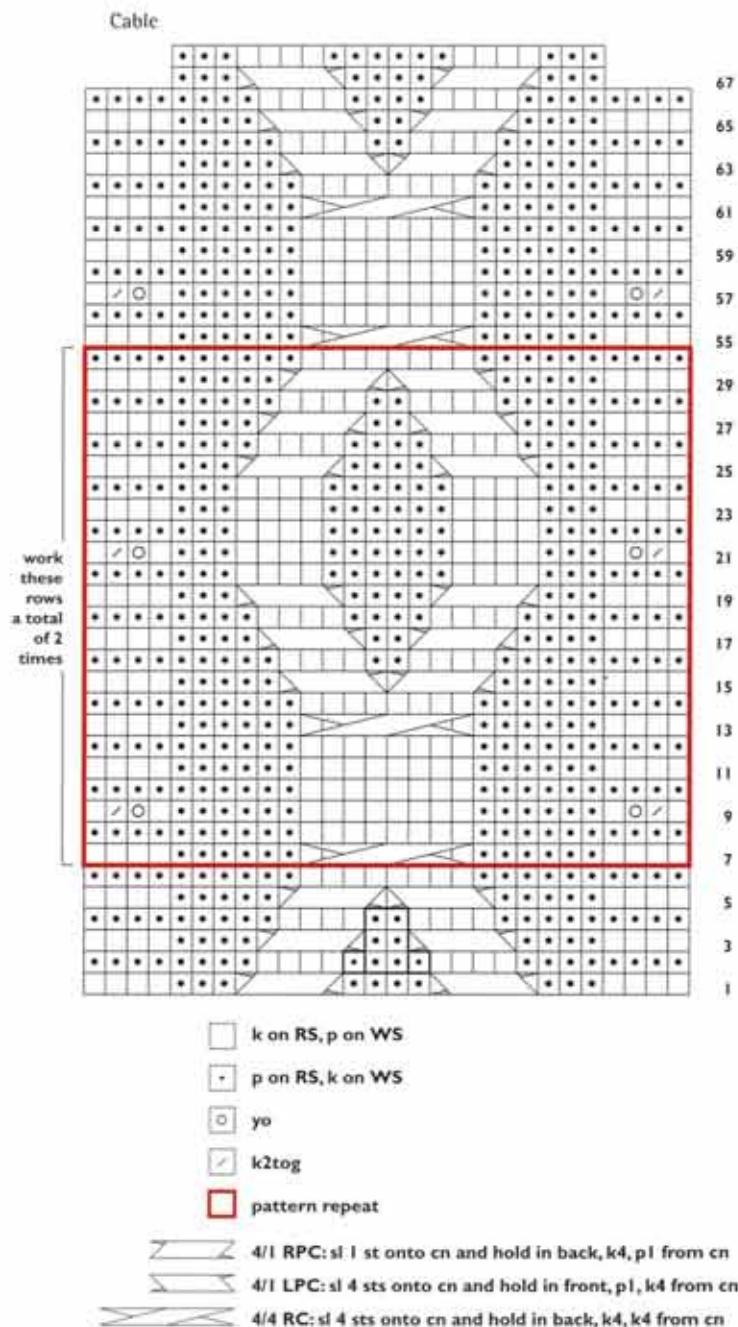 Cable
67
65
63
61
59
57
55
29
27
25
23
21
19
17
15
13
11
9
7
5
3
1
work
these
rows
a total
of 2
times
k on RS, p on WS
p on RS, k on WS
yo
k2tog
pattern repeat
4/1 RPC: sl 1 st onto cn and hold in back, k4, p1 from cn
4/1 LPC: sl 4 sts onto cn and hold in front, p1, k4 from cn
4/4 RC: sl 4 sts onto cn and hold in back, k4, k4 from cn